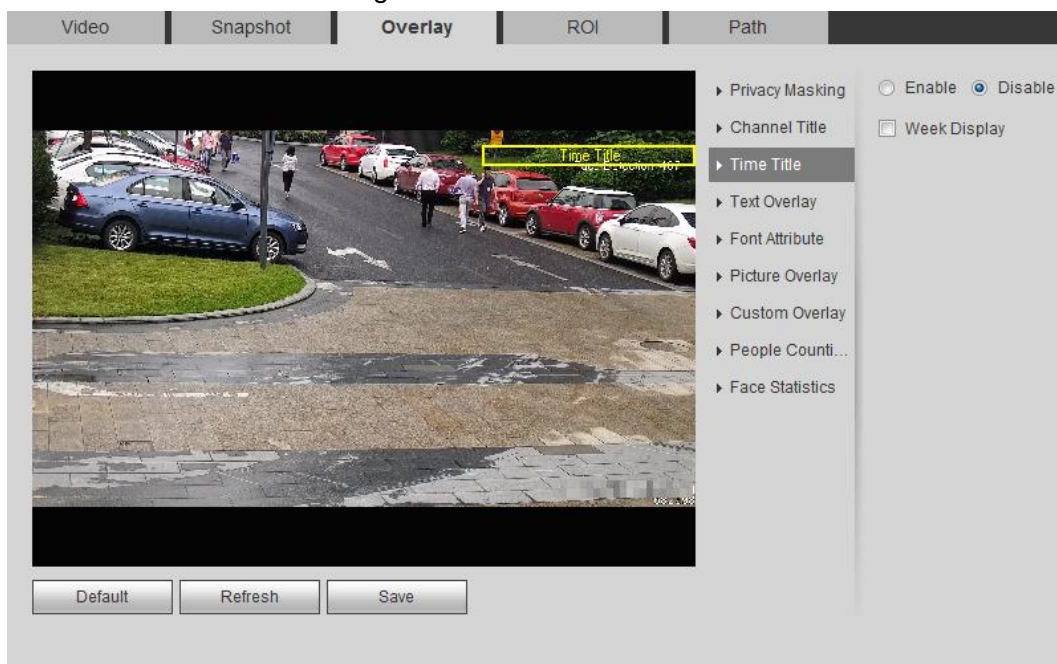 Video Snapshot Overlay ROI Path
Privacy Masking
Enable Disable
Channel Title
Week Display
Time Title
Time Title
Text Overlay
Font Attribute
Picture Overlay
Custom Overlay
People Counti...
Face Statistics
Default Refresh Save